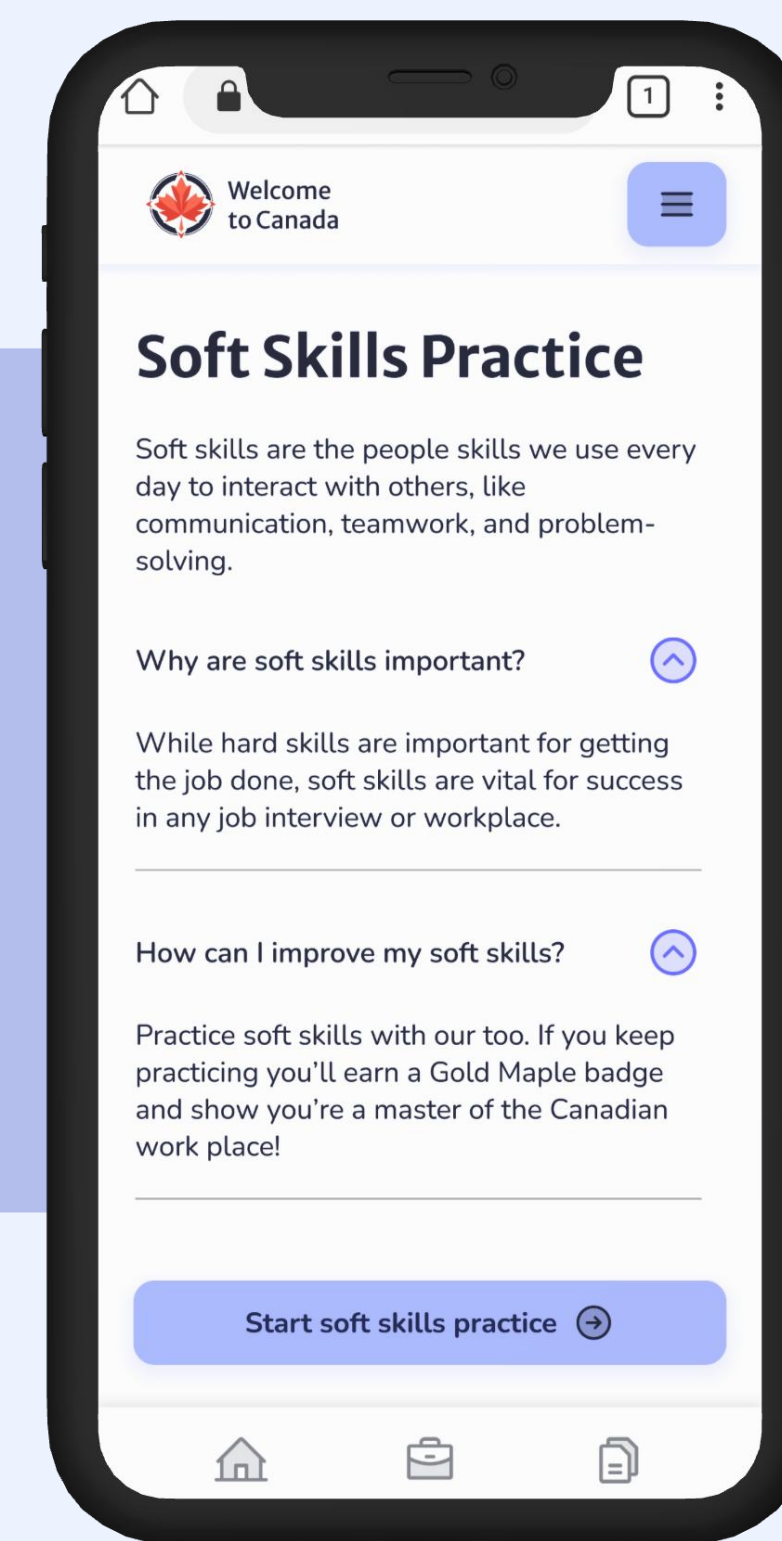 1
Welcome
to Canada
Soft Skills Practice
Soft skills are the people skills we use every
day to interact with others, like
communication, teamwork, and problem-
solving.
Why are soft skills important?
While hard skills are important for getting
the job done, soft skills are vital for success
in any job interview or workplace.
How can I improve my soft skills?
Practice soft skills with our too. If you keep
practicing you’ll earn a Gold Maple badge
and show you’re a master of the Canadian
work place!
Start soft skills practice